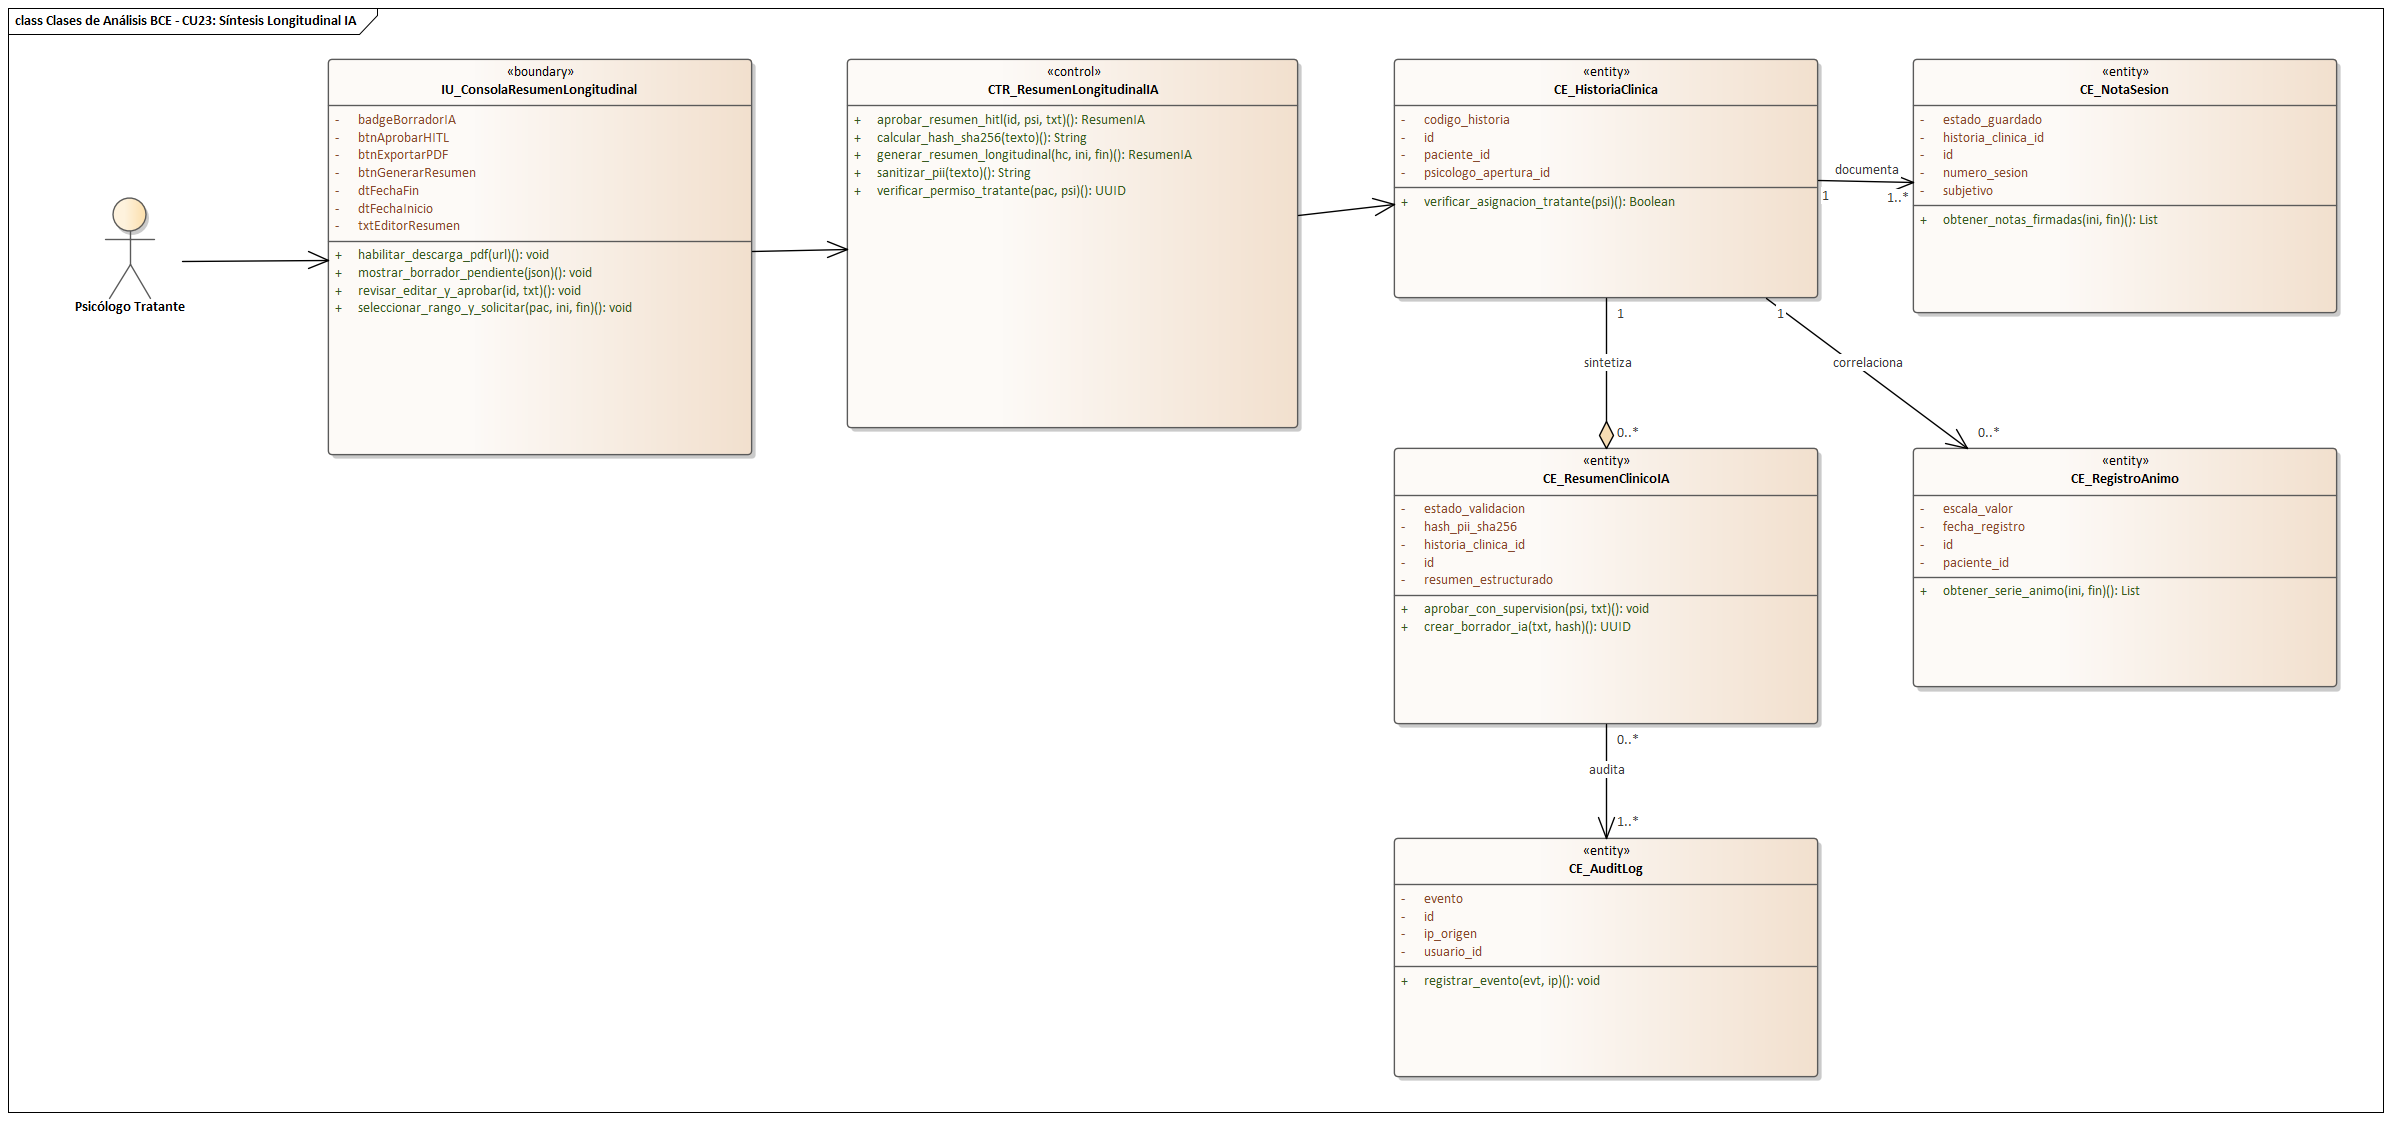 class Clases de Análisis BCE - CU23: Síntesis Longitudinal IA
Psicólogo Tratante
«boundary»
IU_ConsolaResumenLongitudinal
- badgeBorradorIA
- btnAprobarHITL
- btnExportarPDF
- btnGenerarResumen
- dtFechaFin
- dtFechaInicio
- txtEditorResumen
+ habilitar_descarga_pdf(url)(): void
+ mostrar_borrador_pendiente(json)(): void
+ revisar_editar_y_aprobar(id, txt)(): void
+ seleccionar_rango_y_solicitar(pac, ini, fin)(): void
«control»
CTR_ResumenLongitudinalIA
+ aprobar_resumen_hitl(id, psi, txt)(): ResumenIA
+ calcular_hash_sha256(texto)(): String
+ generar_resumen_longitudinal(hc, ini, fin)(): ResumenIA
+ sanitizar_pii(texto)(): String
+ verificar_permiso_tratante(pac, psi)(): UUID
«entity»
CE_HistoriaClinica
- codigo_historia
- id
- paciente_id
- psicologo_apertura_id
+ verificar_asignacion_tratante(psi)(): Boolean
documenta
1
1..*
«entity»
CE_NotaSesion
- estado_guardado
- historia_clinica_id
- id
- numero_sesion
- subjetivo
+ obtener_notas_firmadas(ini, fin)(): List
1
sintetiza
0..*
1
correlaciona
0..*
«entity»
CE_ResumenClinicoIA
- estado_validacion
- hash_pii_sha256
- historia_clinica_id
- id
- resumen_estructurado
+ aprobar_con_supervision(psi, txt)(): void
+ crear_borrador_ia(txt, hash)(): UUID
«entity»
CE_RegistroAnimo
- escala_valor
- fecha_registro
- id
- paciente_id
+ obtener_serie_animo(ini, fin)(): List
0..*
audita
1..*
«entity»
CE_AuditLog
- evento
- id
- ip_origen
- usuario_id
+ registrar_evento(evt, ip)(): void